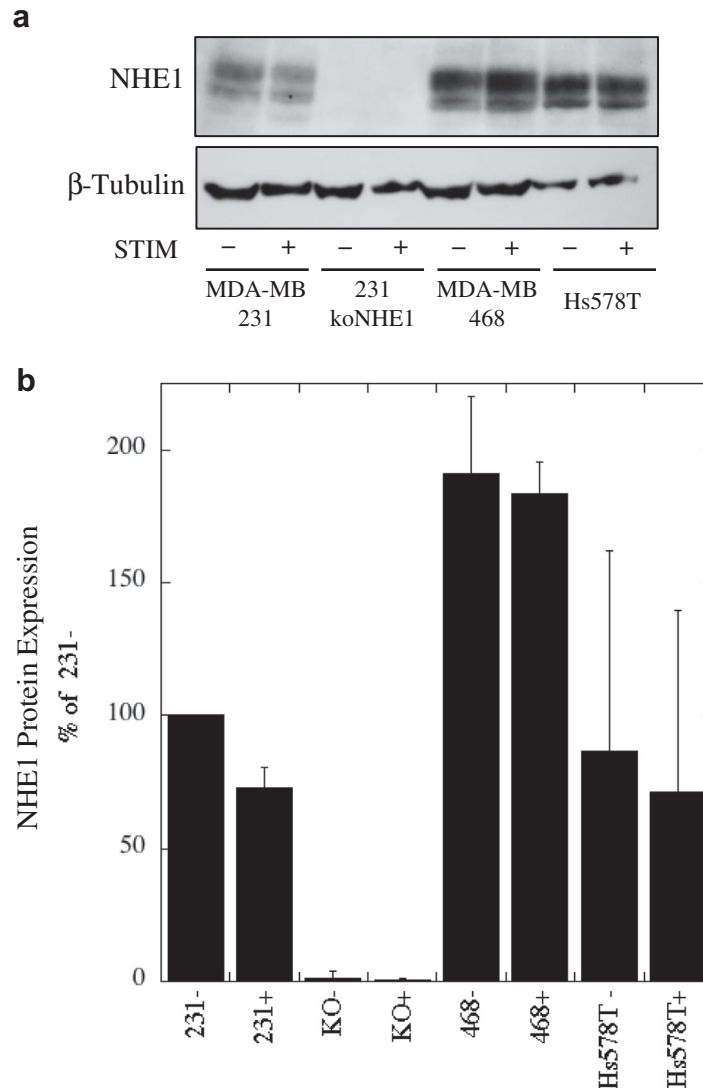 a
NHE1
β-Tubulin
STIM − + − + − + − +
MDA-MB 231 MDA-MB Hs578T
231 koNHE1 468
b
NHE1 Protein Expression
% of 231-
200
150
100
50
0
231- 231+ KO- KO+ 468- 468+ Hs578T - Hs578T+